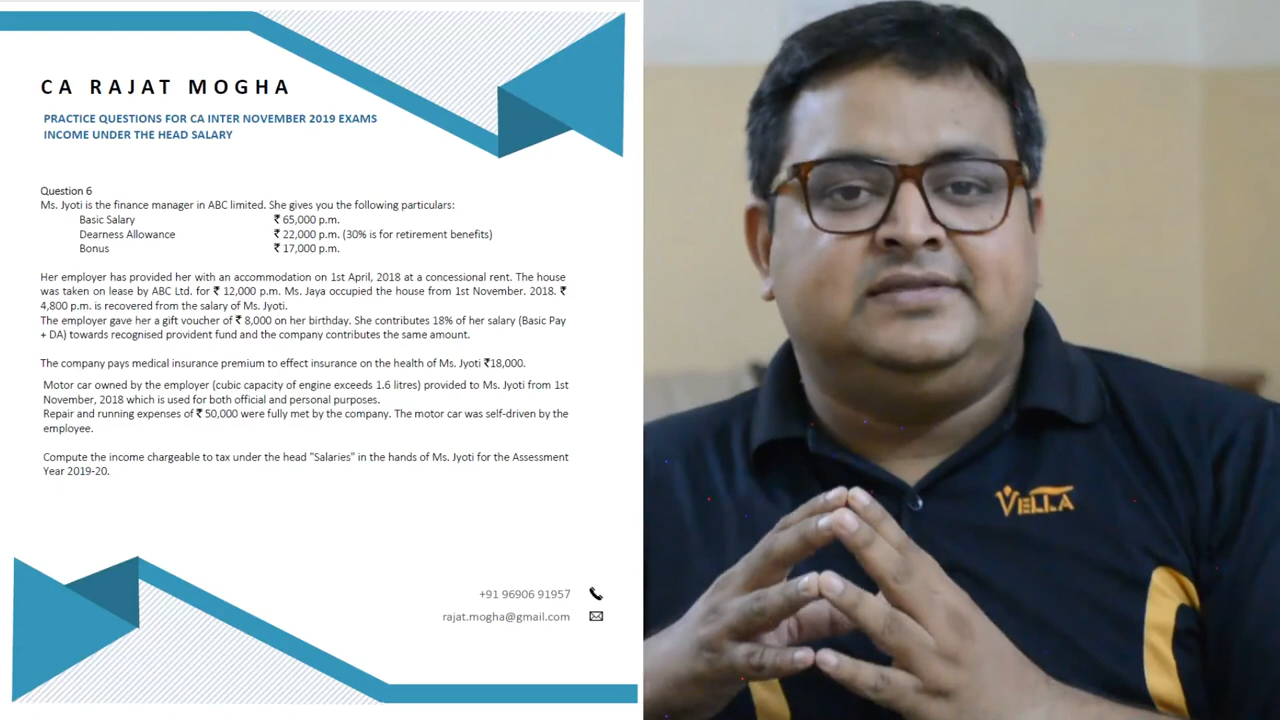 CA RAJAT MOGHA
PRACTICE QUESTIONS FOR CA INTER NOVEMBER 2019 EXAMS
INCOME UNDER THE HEAD SALARY
Question 6
Ms. Jyoti is the finance manager in ABC limited. She gives you the following particulars:
Basic Salary ₹ 65,000 p.m.
Dearness Allowance ₹ 22,000 p.m. (30% is for retirement benefits)
Bonus ₹ 17,000 p.m.
Her employer has provided her with an accommodation on 1st April, 2018 at a concessional rent. The house
was taken on lease by ABC Ltd. for ₹ 12,000 p.m. Ms. Jaya occupied the house from 1st November. 2018. ₹
4,800 p.m. is recovered from the salary of Ms. Jyoti.
The employer gave her a gift voucher of ₹ 8,000 on her birthday. She contributes 18% of her salary (Basic Pay
+ DA) towards recognised provident fund and the company contributes the same amount.
The company pays medical insurance premium to effect insurance on the health of Ms. Jyoti ₹18,000.
Motor car owned by the employer (cubic capacity of engine exceeds 1.6 litres) provided to Ms. Jyoti from 1st
November, 2018 which is used for both official and personal purposes.
Repair and running expenses of ₹ 50,000 were fully met by the company. The motor car was self-driven by the
employee.
Compute the income chargeable to tax under the head "Salaries" in the hands of Ms. Jyoti for the Assessment
Year 2019-20.
+91 96906 91957
rajat.mogha@gmail.com
VELLA